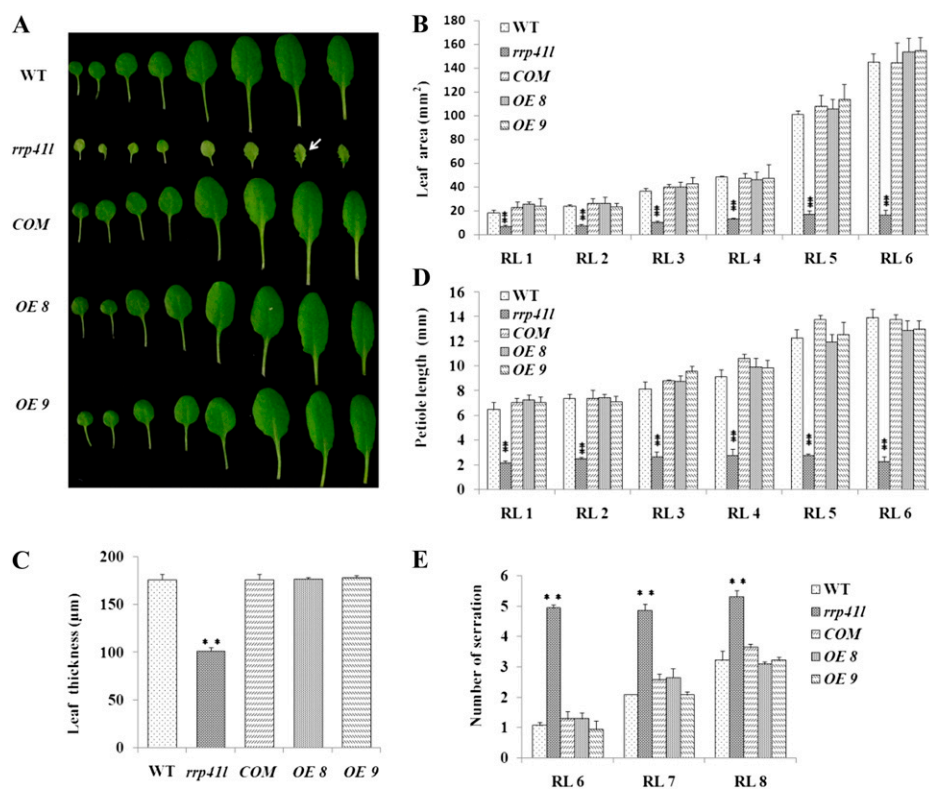 A
WT
rrp41l
COM
OE 8
OE 9
B
Leaf area (mm²)
160
140
120
100
80
60
40
20
0
WT
rrp41l
COM
OE 8
OE 9
** ** ** ** ** **
RL 1 RL 2 RL 3 RL 4 RL 5 RL 6
D
Petiole length (mm)
16
14
12
10
8
6
4
2
0
WT
rrp41l
COM
OE 8
OE 9
** ** ** ** ** **
RL 1 RL 2 RL 3 RL 4 RL 5 RL 6
C
Leaf thickness (μm)
200
150
100
50
0
**
WT rrp41l COM OE 8 OE 9
E
Number of serration
6
5
4
3
2
1
0
** ** **
WT
rrp41l
COM
OE 8
OE 9
RL 6 RL 7 RL 8